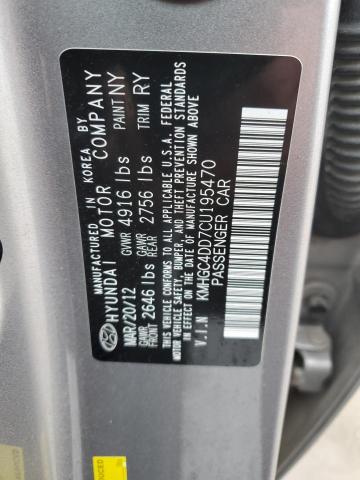 MANUFACTURED IN KOREA BY
HYUNDAI MOTOR COMPANY
MAR/20/12 GVWR 4916 lbs PAINT NY
GAWR FRONT 2646 lbs GAWR REAR 2756 lbs TRIM RY
THIS VEHICLE CONFORMS TO ALL APPLICABLE U.S.A. FEDERAL
MOTOR VEHICLE SAFETY, BUMPER, AND THEFT PREVENTION STANDARDS
IN EFFECT ON THE DATE OF MANUFACTURE SHOWN ABOVE
V.I.N KMHGC4DD7CU195470
PASSENGER CAR